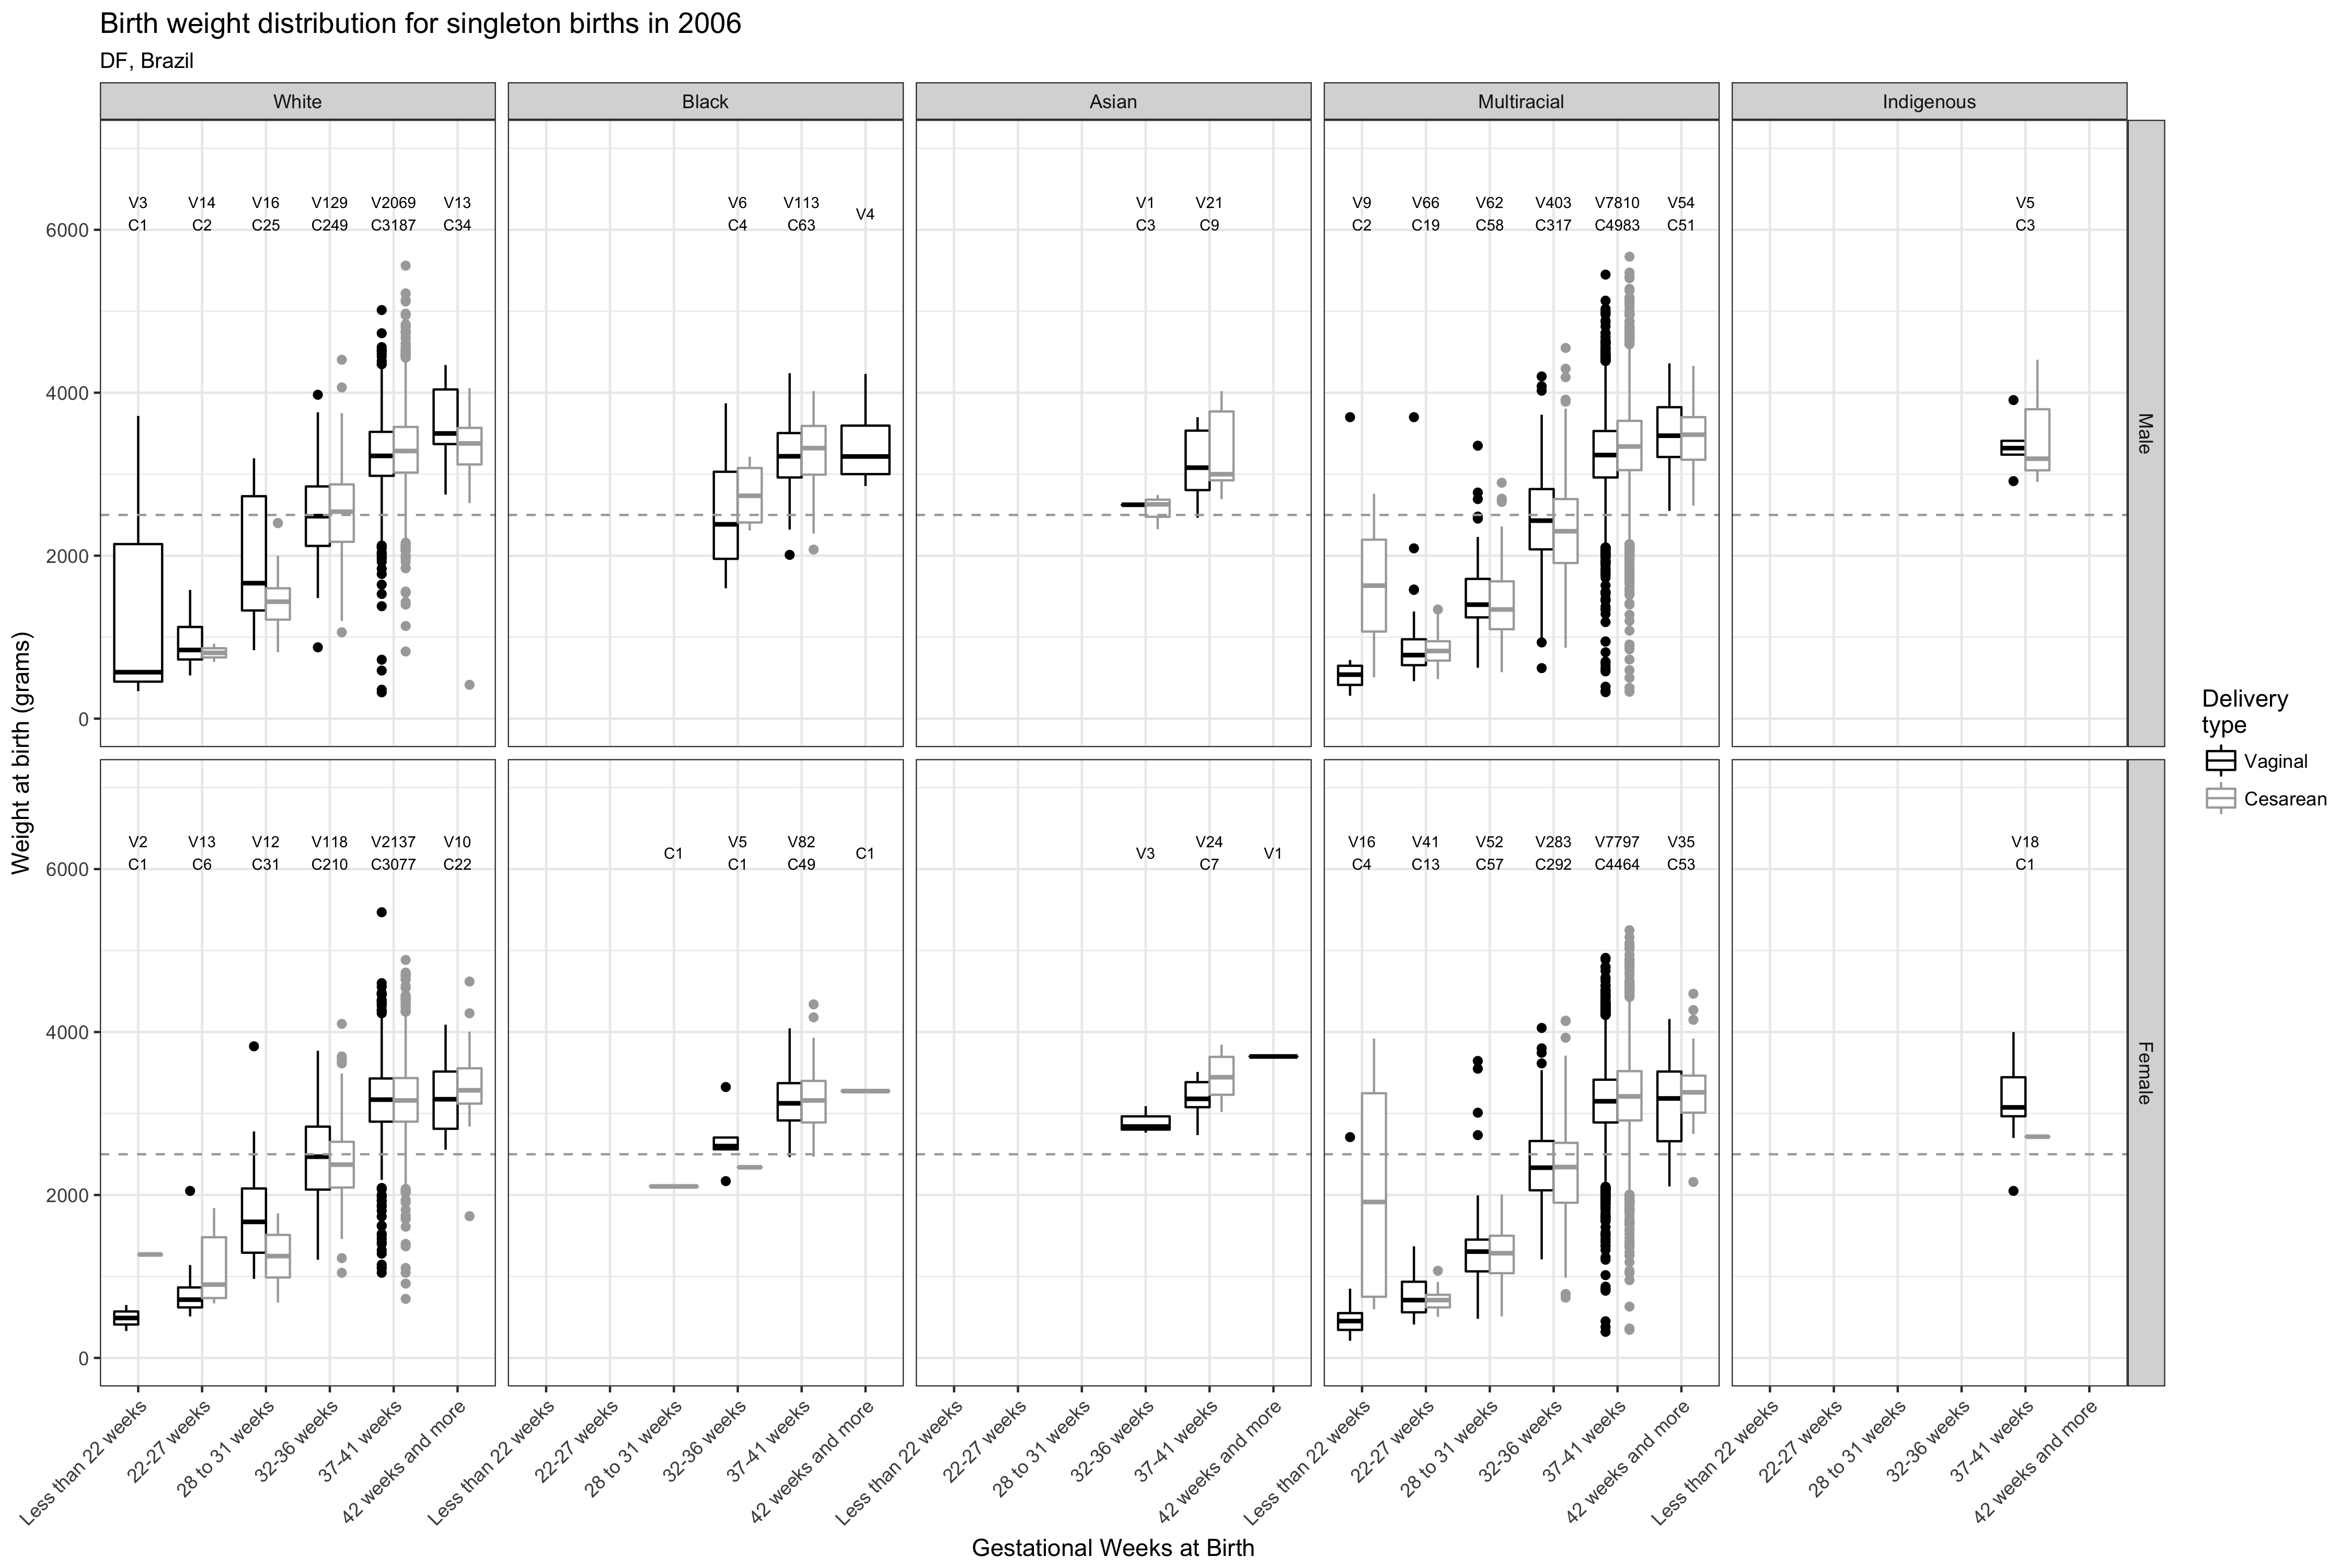 Birth weight distribution for singleton births in 2006
DF, Brazil
White
Black
Asian
Multiracial
Indigenous
V3 V14 V16 V129 V2069 V13
C1 C2 C25 C249 C3187 C34
V6 V113
V4
C4 C63
V1 V21
C3 C9
V9 V66 V62 V403 V7810 V54
C2 C19 C58 C317 C4983 C51
V5
C3
6000
4000
2000
0
Male
V2 V13 V12 V118 V2137 V10
C1 C6 C31 C210 C3077 C22
V5 V82
C1 C1
C1 C49
V24
V3 V1
C7
V16 V41 V52 V283 V7797 V35
C4 C13 C57 C292 C4464 C53
V18
C1
6000
4000
2000
0
Female
Weight at birth (grams)
Less than 22 weeks
22-27 weeks
28 to 31 weeks
32-36 weeks
37-41 weeks
42 weeks and more
Less than 22 weeks
22-27 weeks
28 to 31 weeks
32-36 weeks
37-41 weeks
42 weeks and more
Less than 22 weeks
22-27 weeks
28 to 31 weeks
32-36 weeks
37-41 weeks
42 weeks and more
Less than 22 weeks
22-27 weeks
28 to 31 weeks
32-36 weeks
37-41 weeks
42 weeks and more
Less than 22 weeks
22-27 weeks
28 to 31 weeks
32-36 weeks
37-41 weeks
42 weeks and more
Gestational Weeks at Birth
Delivery
type
Vaginal
Cesarean